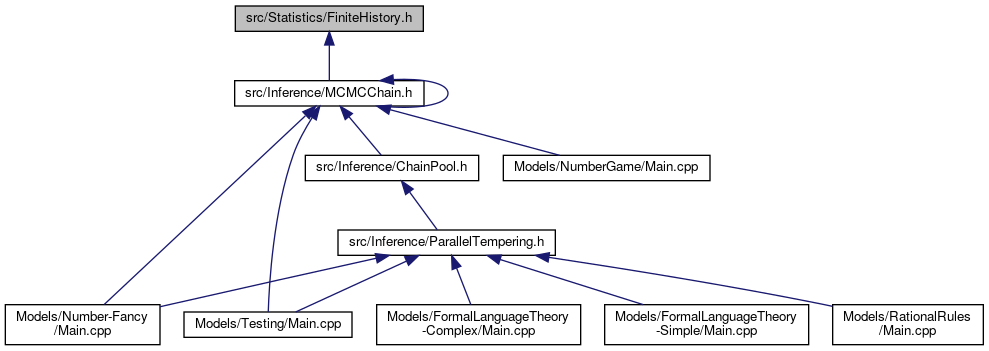 src/Statistics/FiniteHistory.h
src/Inference/MCMCChain.h
src/Inference/ChainPool.h
Models/NumberGame/Main.cpp
src/Inference/ParallelTempering.h
Models/Number-Fancy
/Main.cpp
Models/Testing/Main.cpp
Models/FormalLanguageTheory
-Complex/Main.cpp
Models/FormalLanguageTheory
-Simple/Main.cpp
Models/RationalRules
/Main.cpp